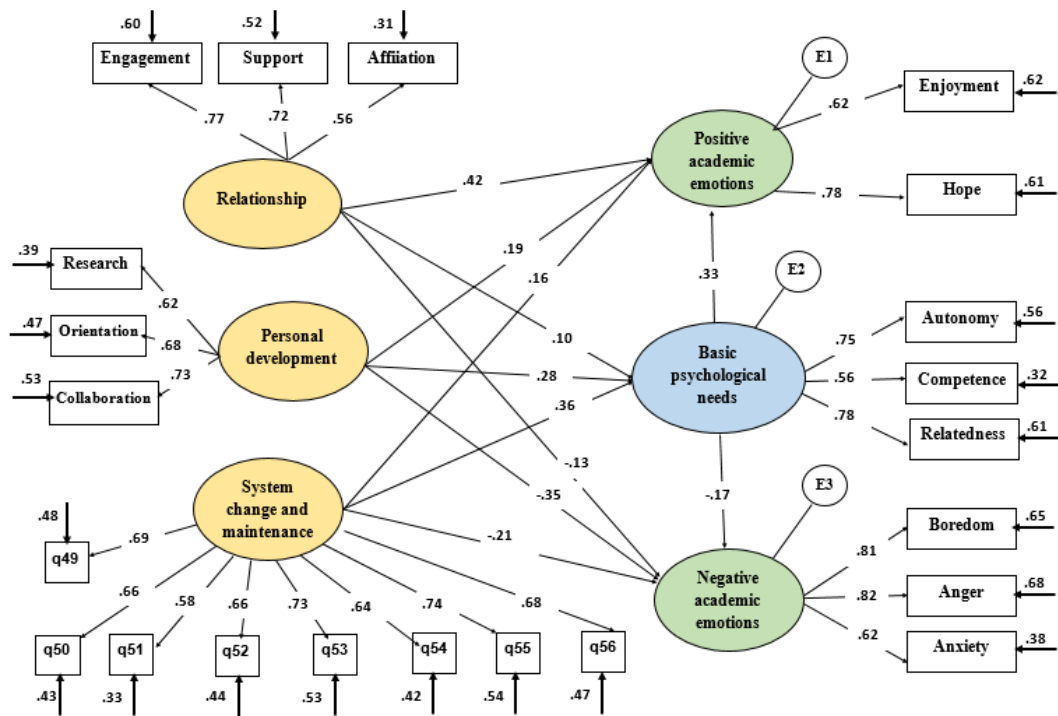 .60
.52
.31
Engagement
Support
Affiiation
.77
.72
.56
E1
Enjoyment
.62
.62
Positive
academic
emotions
Relationship
.42
.78
Hope
.61
.39
Research
.62
.19
.16
.33
E2
.47
Orientation
.68
Personal
development
.53
Collaboration
.73
.10
.28
.36
Basic
psychological
needs
.75
Autonomy
.56
.56
Competence
.32
.78
Relatedness
.61
System
change and
maintenance
-.13
-.35
-.21
-.17
E3
.48
q49
.69
.66
.58
.66
.73
.64
.74
.68
Negative
academic
emotions
.81
Boredom
.65
.82
Anger
.68
.62
Anxiety
.38
q50
q51
q52
q53
q54
q55
q56
.43
.33
.44
.53
.42
.54
.47